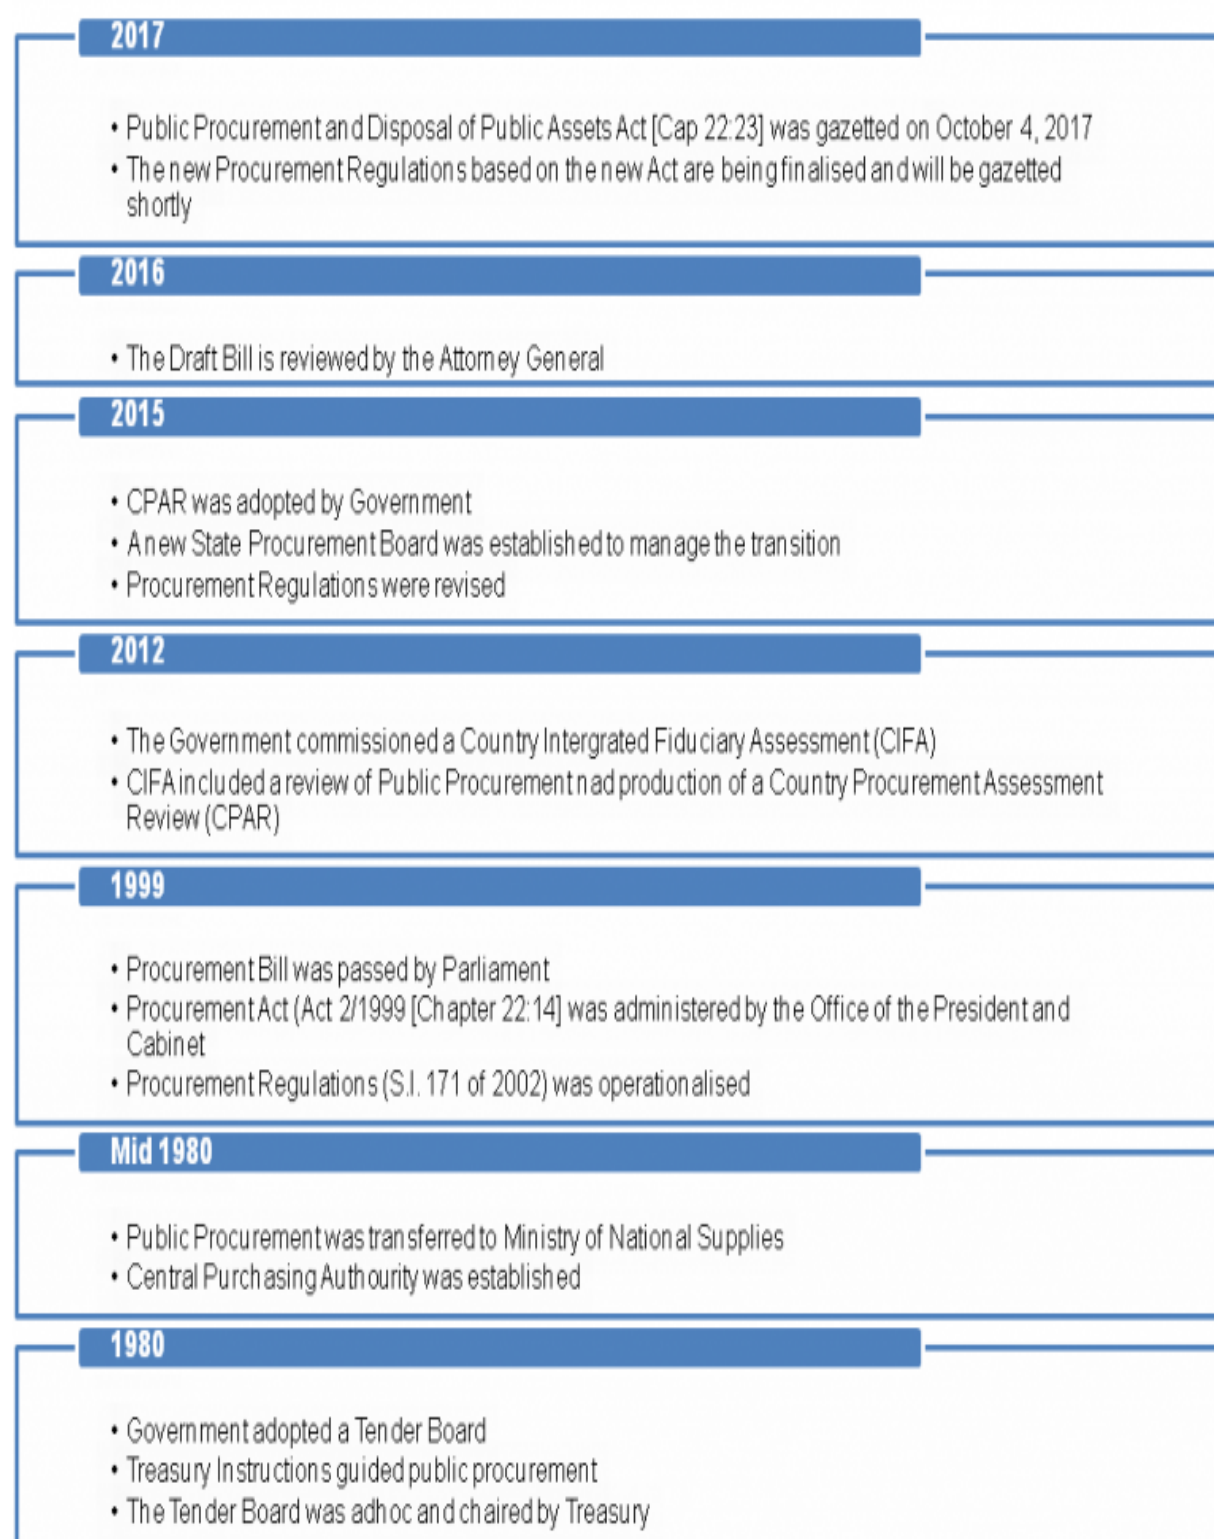 2017
• Public Procurement and Disposal of Public Assets Act [Cap 22:23] was gazetted on October 4, 2017
• The new Procurement Regulations based on the new Act are being finalised and will be gazetted
shortly
2016
• The Draft Bill is reviewed by the Attorney General
2015
• CPAR was adopted by Government
• A new State Procurement Board was established to manage the transition
• Procurement Regulations were revised
2012
• The Government commissioned a Country Intergrated Fiduciary Assessment (CIFA)
• CIFA included a review of Public Procurement nad production of a Country Procurement Assessment
Review (CPAR)
1999
• Procurement Bill was passed by Parliament
• Procurement Act (Act 2/1999 [Chapter 22:14] was administered by the Office of the President and
Cabinet
• Procurement Regulations (S.I. 171 of 2002) was operationalised
Mid 1980
• Public Procurement was transferred to Ministry of National Supplies
• Central Purchasing Authourity was established
1980
• Government adopted a Tender Board
• Treasury Instructions guided public procurement
• The Tender Board was adhoc and chaired by Treasury